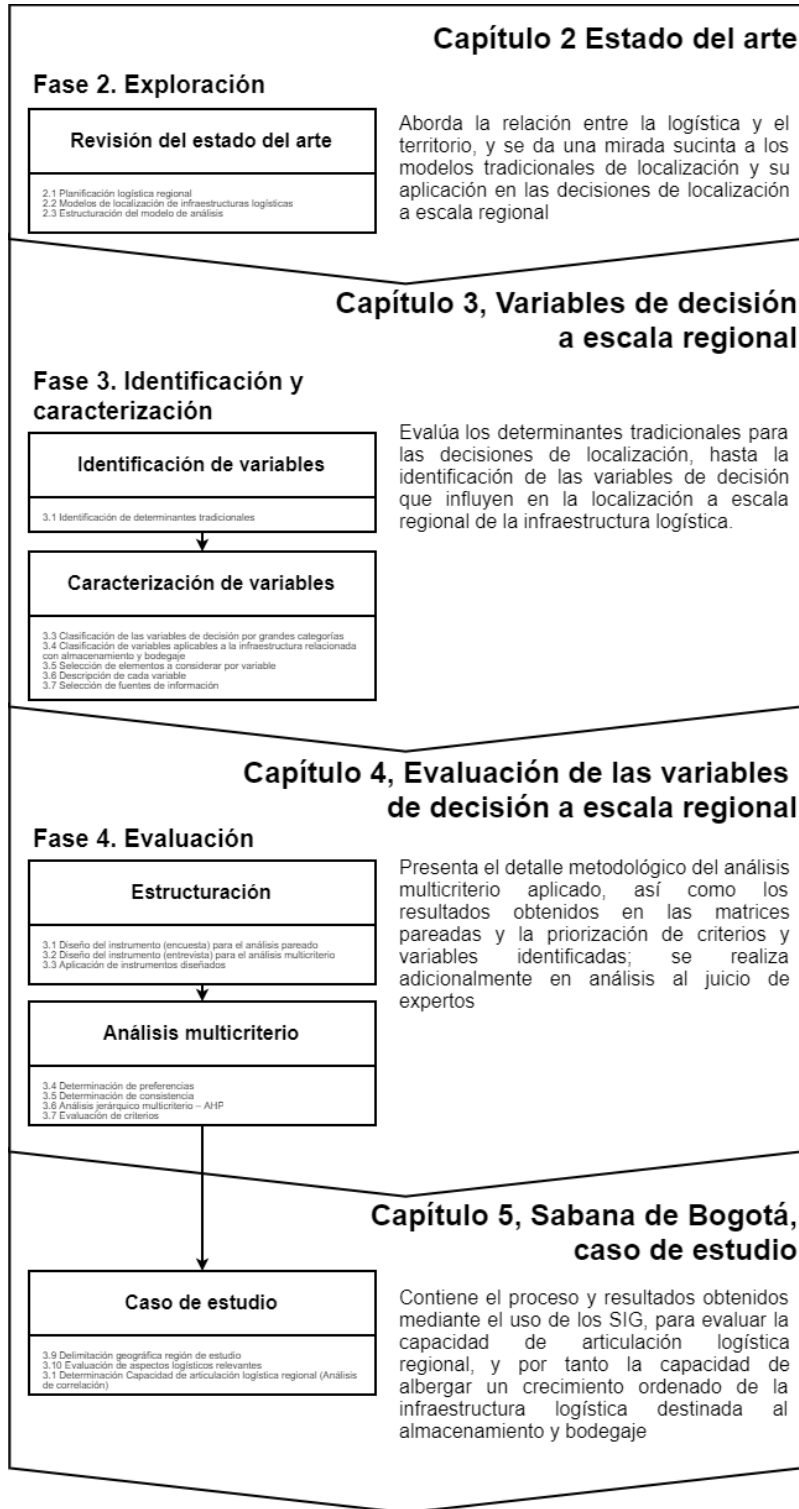 Capítulo 2 Estado del arte
Fase 2. Exploración
Revisión del estado del arte
2.1 Planificación logística regional
2.2 Modelos de localización de infraestructuras logísticas
2.3 Estructuración del modelo de análisis
Aborda la relación entre la logística y el
territorio, y se da una mirada sucinta a los
modelos tradicionales de localización y su
aplicación en las decisiones de localización
a escala regional
Capítulo 3, Variables de decisión
a escala regional
Fase 3. Identificación y
caracterización
Identificación de variables
3.1 Identificación de determinantes tradicionales
Caracterización de variables
3.3 Clasificación de las variables de decisión por grandes categorías
3.4 Clasificación de variables aplicables a la infraestructura relacionada
con almacenamiento y bodegaje
3.5 Selección de elementos a considerar por variable
3.6 Descripción de cada variable
3.7 Selección de fuentes de información
Evalúa los determinantes tradicionales para
las decisiones de localización, hasta la
identificación de las variables de decisión
que influyen en la localización a escala
regional de la infraestructura logística.
Capítulo 4, Evaluación de las variables
de decisión a escala regional
Fase 4. Evaluación
Estructuración
3.1 Diseño del instrumento (encuesta) para el análisis pareado
3.2 Diseño del instrumento (entrevista) para el análisis multicriterio
3.3 Aplicación de instrumentos diseñados
Análisis multicriterio
3.4 Determinación de preferencias
3.5 Determinación de consistencia
3.6 Análisis jerárquico multicriterio – AHP
3.7 Evaluación de criterios
Presenta el detalle metodológico del análisis
multicriterio aplicado, así como los
resultados obtenidos en las matrices
pareadas y la priorización de criterios y
variables identificadas; se realiza
adicionalmente en análisis al juicio de
expertos
Capítulo 5, Sabana de Bogotá,
caso de estudio
Caso de estudio
3.9 Delimitación geográfica región de estudio
3.10 Evaluación de aspectos logísticos relevantes
3.1 Determinación Capacidad de articulación logística regional (Análisis
de correlación)
Contiene el proceso y resultados obtenidos
mediante el uso de los SIG, para evaluar la
capacidad de articulación logística
regional, y por tanto la capacidad de
albergar un crecimiento ordenado de la
infraestructura logística destinada al
almacenamiento y bodegaje